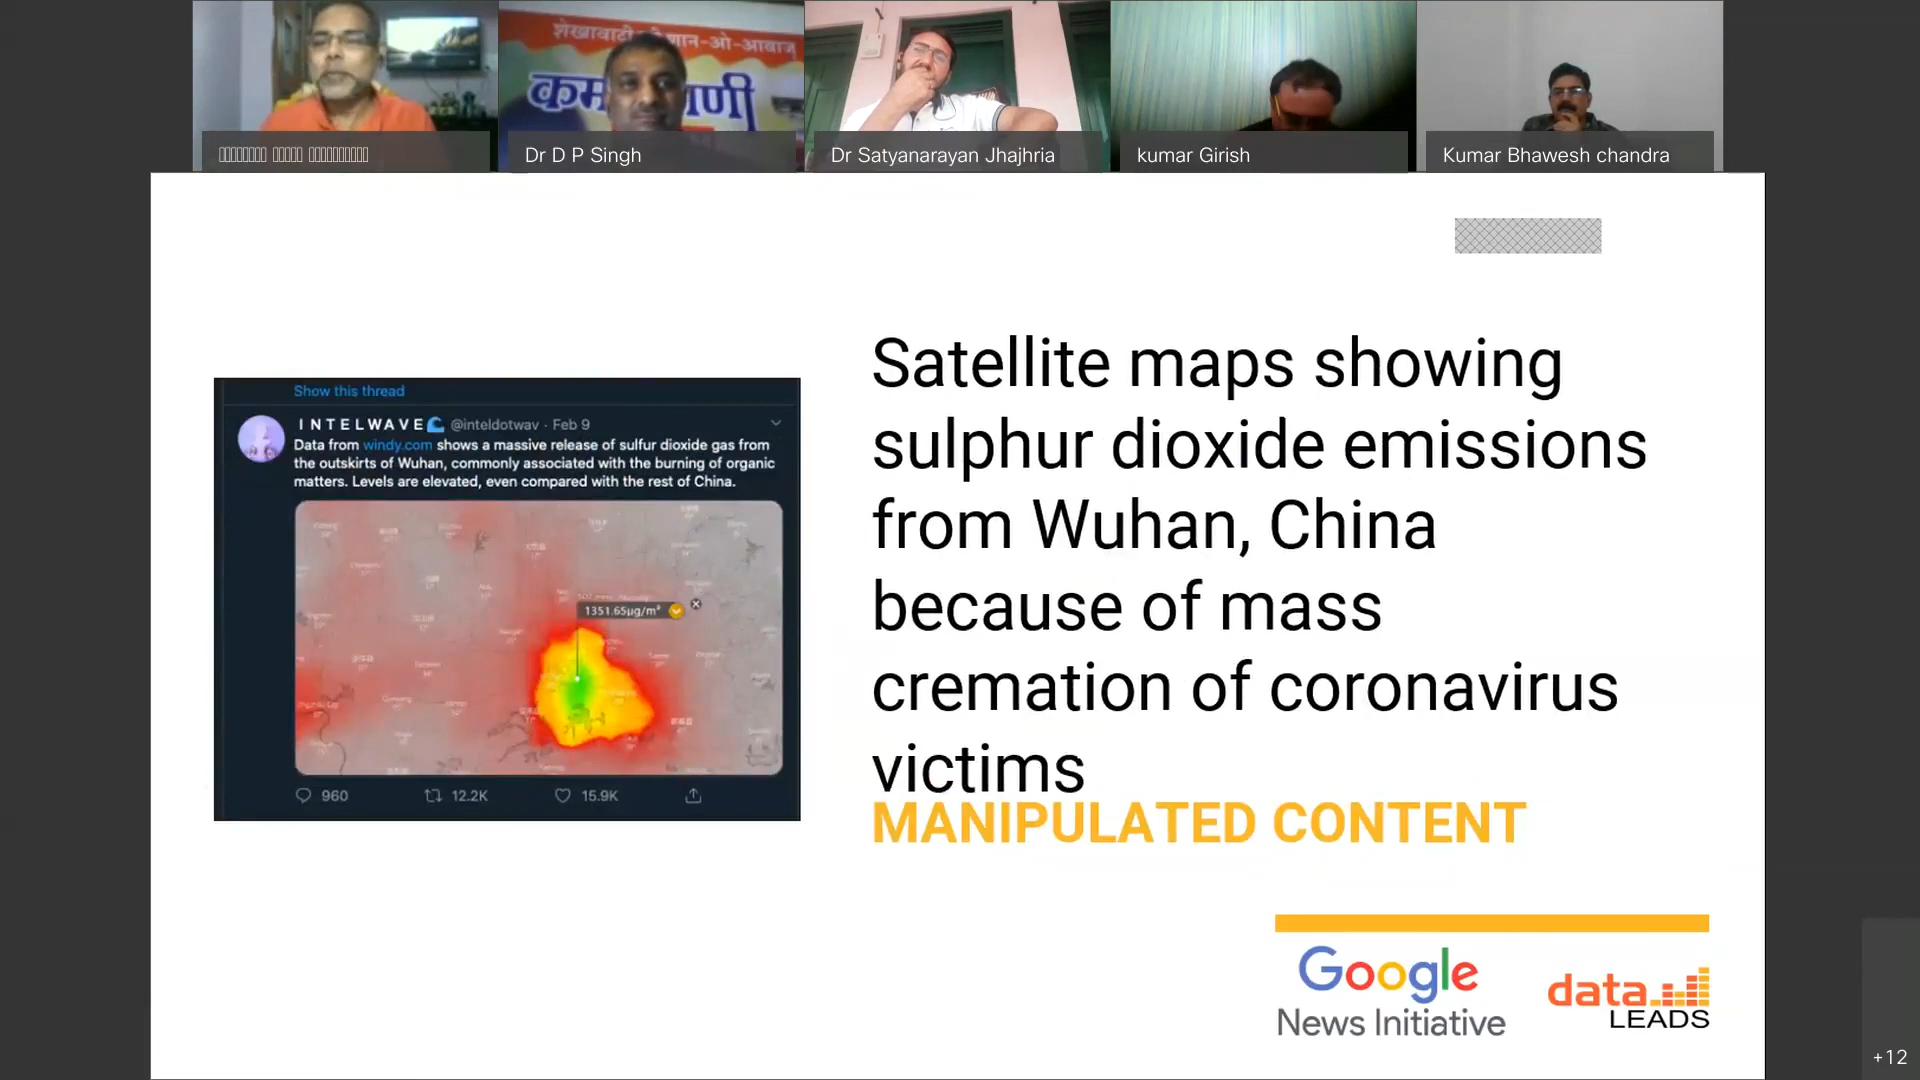 शेखावाटी
न-ओ-आवाज
Dr D P Singh
Dr Satyanarayan Jhajhria
kumar Girish
Kumar Bhawesh chandra
Show this thread
INTELWAVE @inteldotwav · Feb 9
Data from windy.com shows a massive release of sulfur dioxide gas from
the outskirts of Wuhan, commonly associated with the burning of organic
matters. Levels are elevated, even compared with the rest of China.
1351.65µg/m³
960 12.2K 15.9K
Satellite maps showing
sulphur dioxide emissions
from Wuhan, China
because of mass
cremation of coronavirus
victims
MANIPULATED CONTENT
Google
News Initiative
data
LEADS
+12